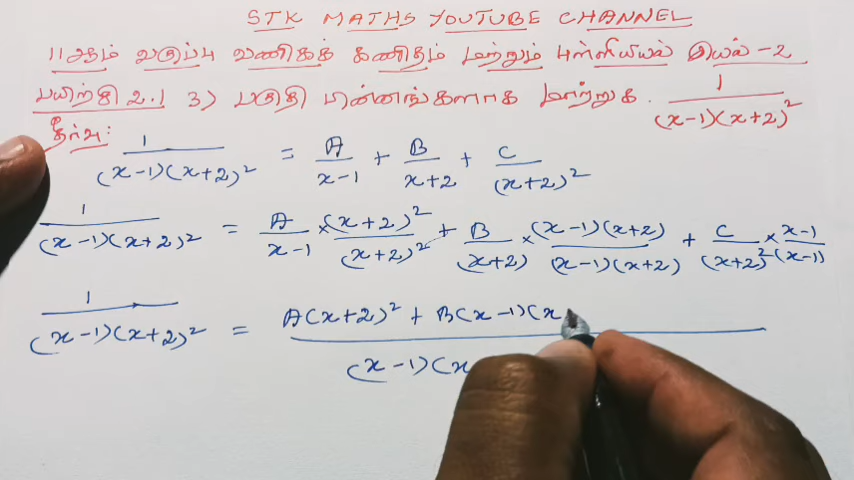 STK MATHS YOUTUBE CHANNEL
11ஆதம் வகுப்பு வணிகக் கணிதம் மற்றும் புள்ளியியல் இயல் -2
பயிற்சி 2.1 3) பகுதி பின்னங்களாக மாற்றுக. 1/((x-1)(x+2)²)
தீர்வு:
1/((x-1)(x+2)²) = A/(x-1) + B/(x+2) + C/(x+2)²
1/((x-1)(x+2)²) = A/(x-1) × (x+2)²/(x+2)² + B/(x+2) × (x-1)(x+2)/((x-1)(x+2)) + C/(x+2)² × (x-1)/(x-1)
1/((x-1)(x+2)²) = A(x+2)² + B(x-1)(x
(x-1)(x